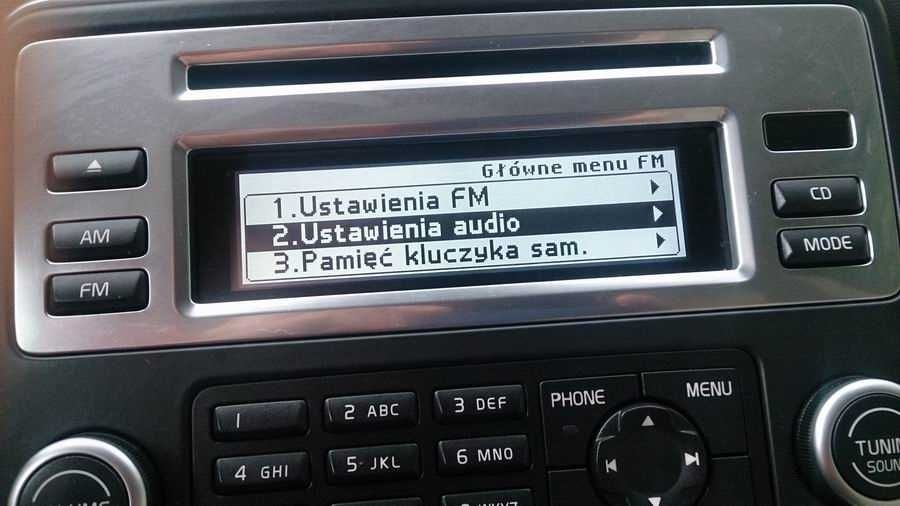 Główne menu FM
1.Ustawienia FM
2.Ustawienia audio
3.Pamięć kluczyka sam.
AM
FM
CD
MODE
1
2 ABC
3 DEF
4 GHI
5 JKL
6 MNO
PHONE
MENU